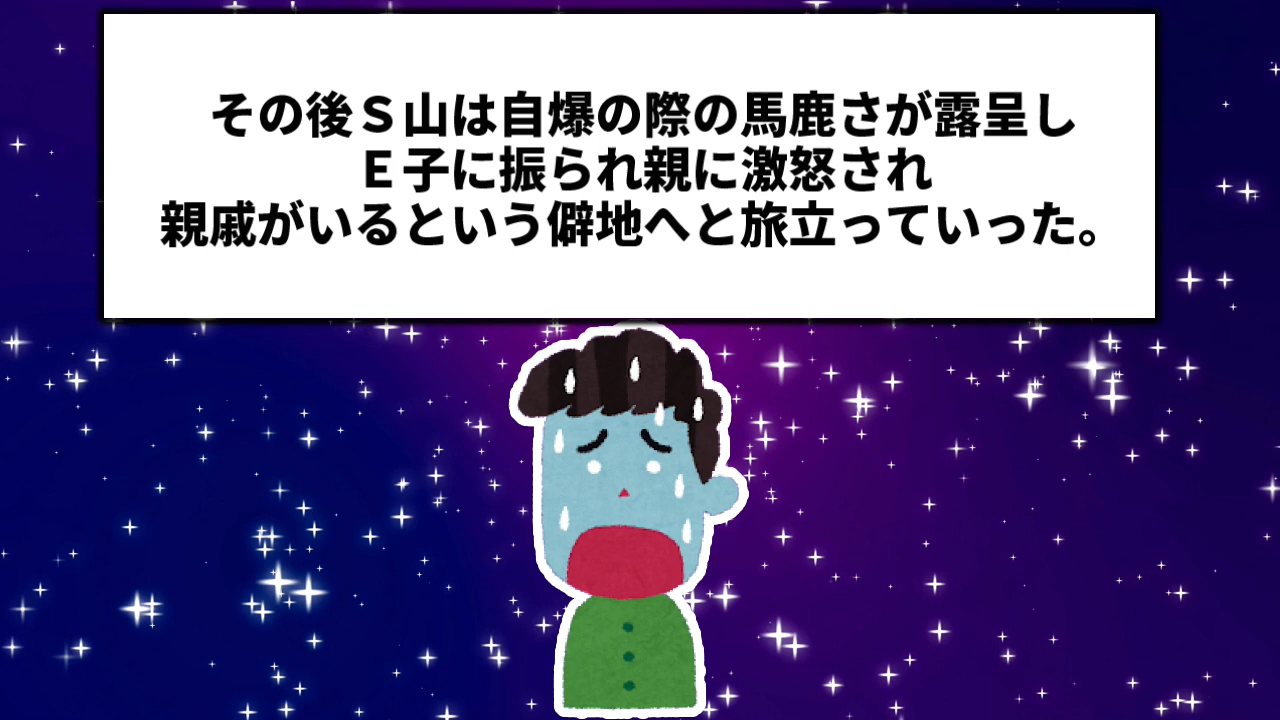 その後Ｓ山は自爆の際の馬鹿さが露呈し
Ｅ子に振られ親に激怒され
親戚がいるという僻地へと旅立っていった。